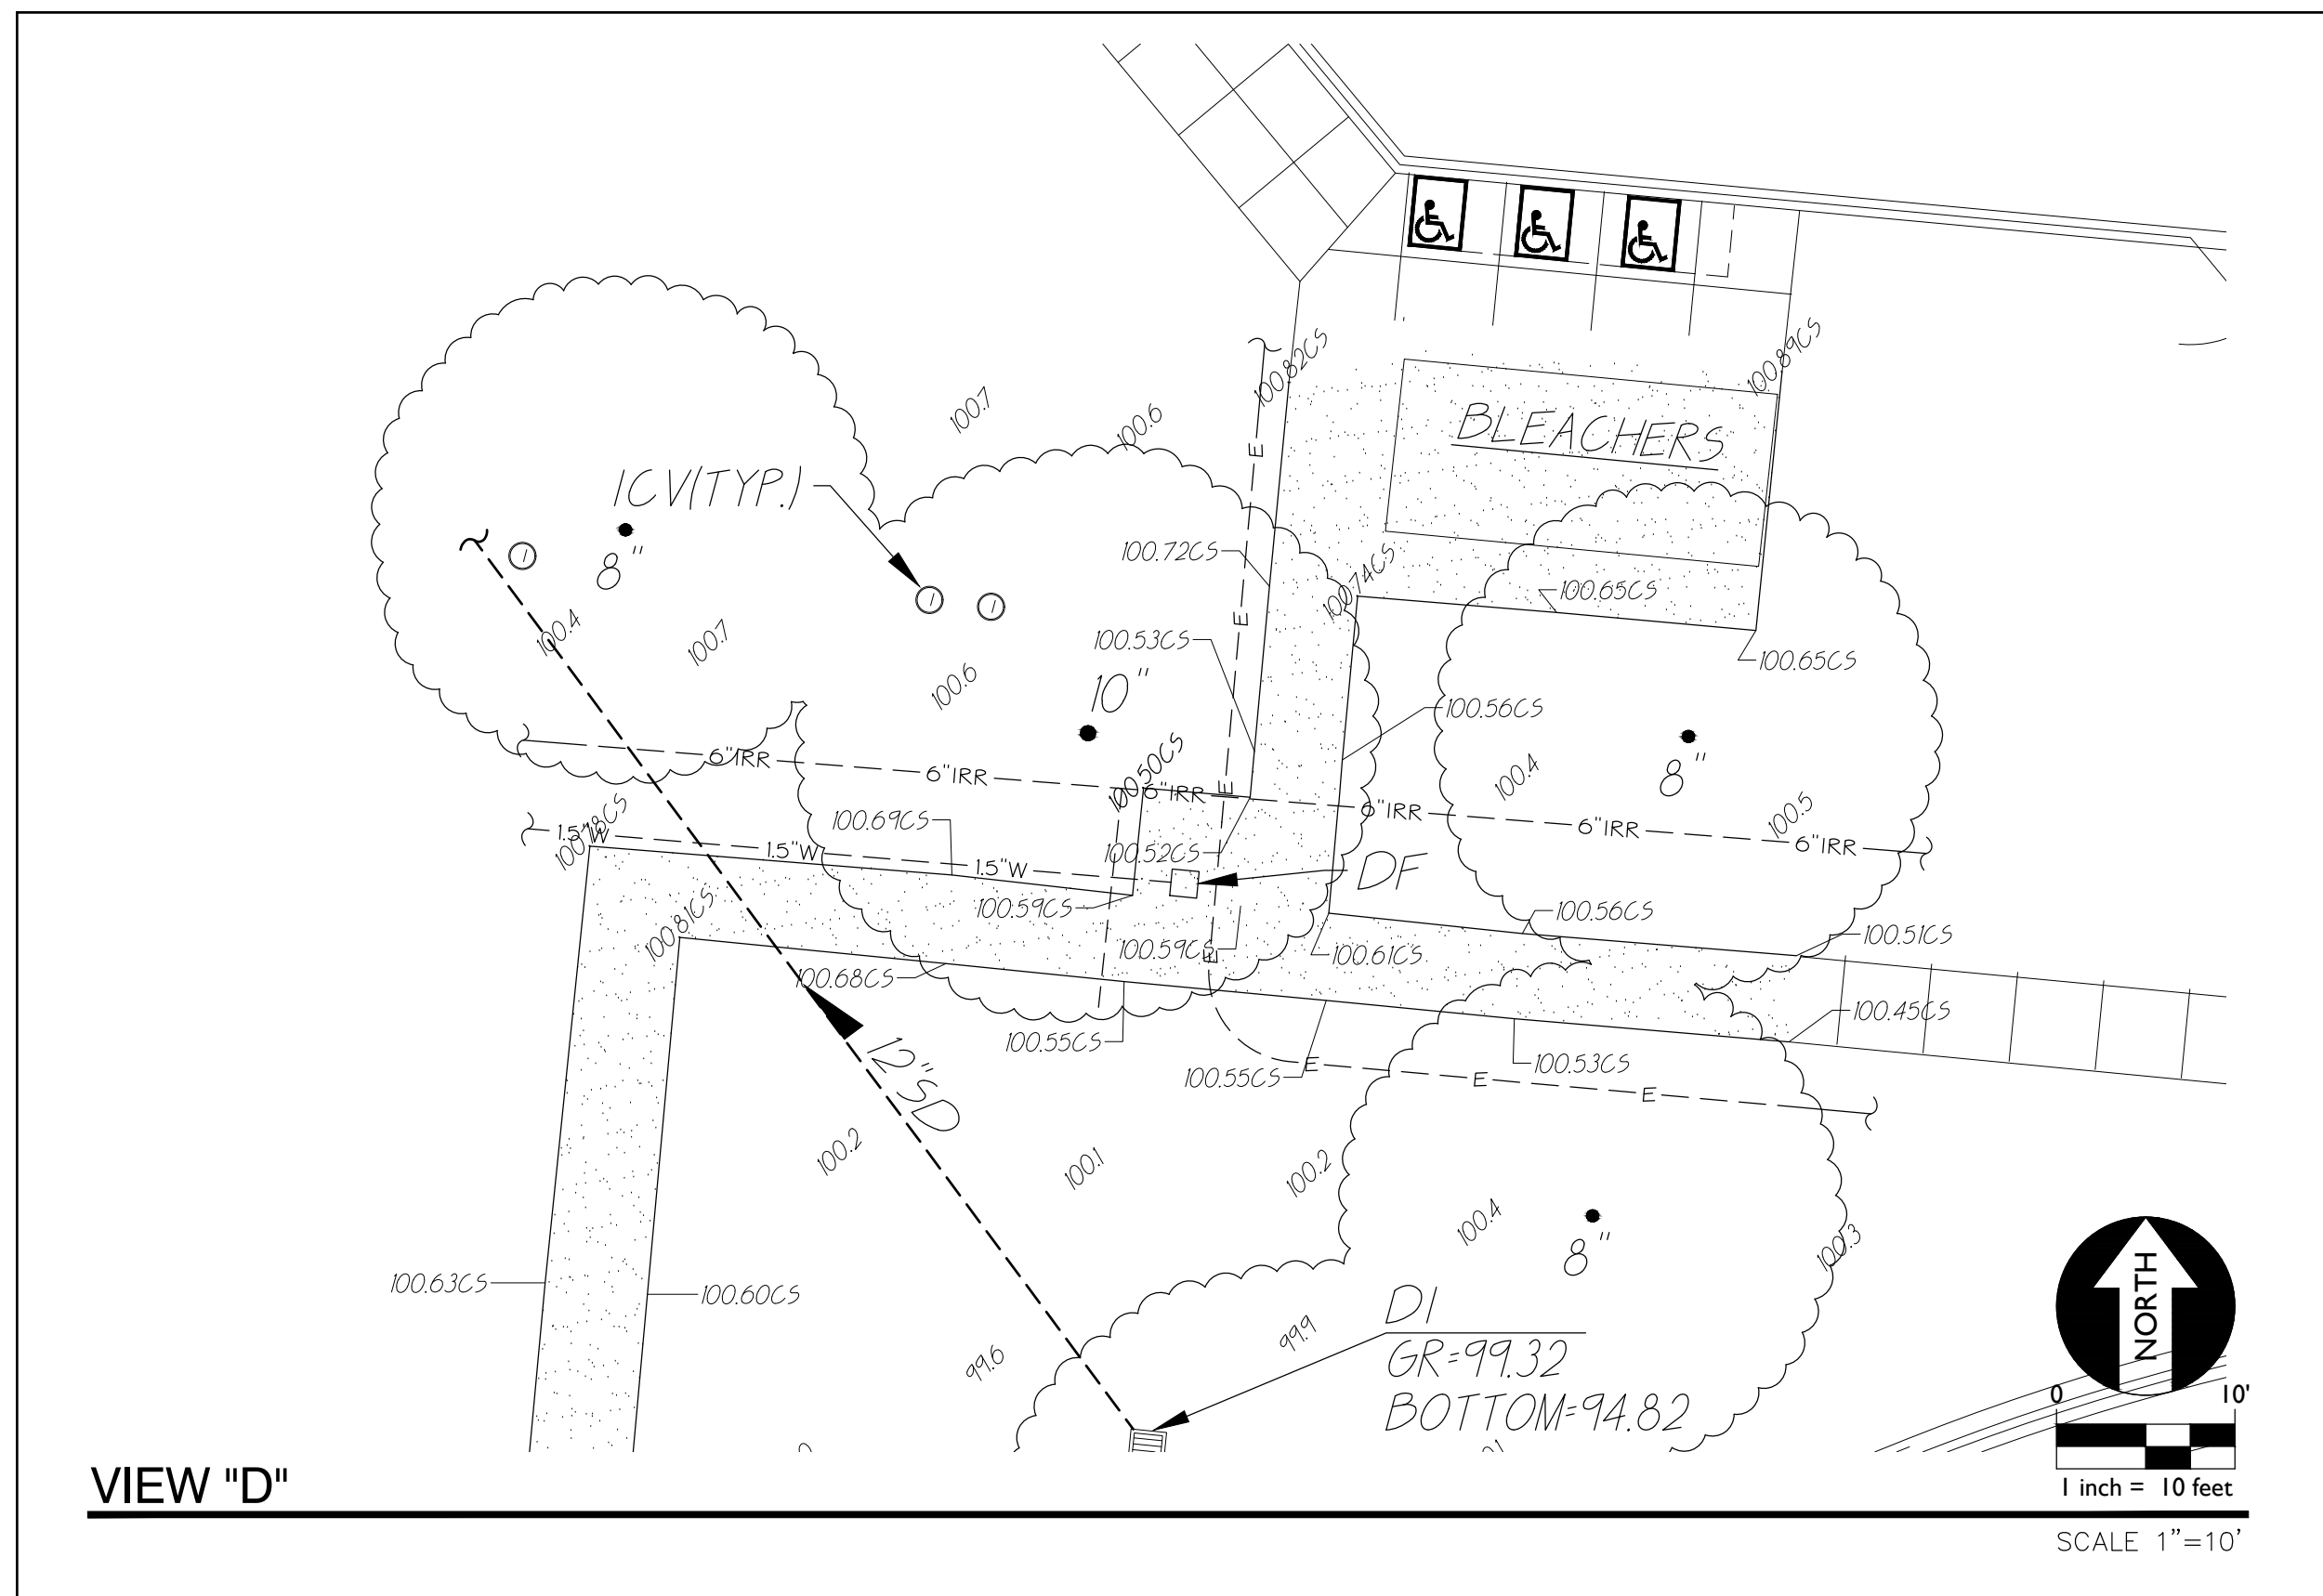 100.82CS
100.89CS
100.7
100.6
BLEACHERS
E
ICV(TYP.)
8"
100.72CS
100.74CS
100.65CS
E
100.4
100.7
100.53CS
100.65CS
100.6
10"
100.56CS
6"IRR
6"IRR
100.50CS
6"IRR
E
6"IRR
100.4
8"
100.5
6"IRR
6"IRR
1.5"W
100.69CS
1.5"W
1.5"W
100.52CS
DF
100.81CS
100.59CS
100.59CS
E
100.61CS
100.56CS
100.51CS
100.68CS
100.55CS
100.55CS
100.45CS
100.53CS
E
E
E
12"SD
100.2
100.1
100.2
100.4
8"
100.3
100.63CS
100.60CS
99.6
99.9
DI
GR=99.32
BOTTOM=94.82
NORTH
0 10'
1 inch = 10 feet
VIEW "D"
SCALE 1"=10'